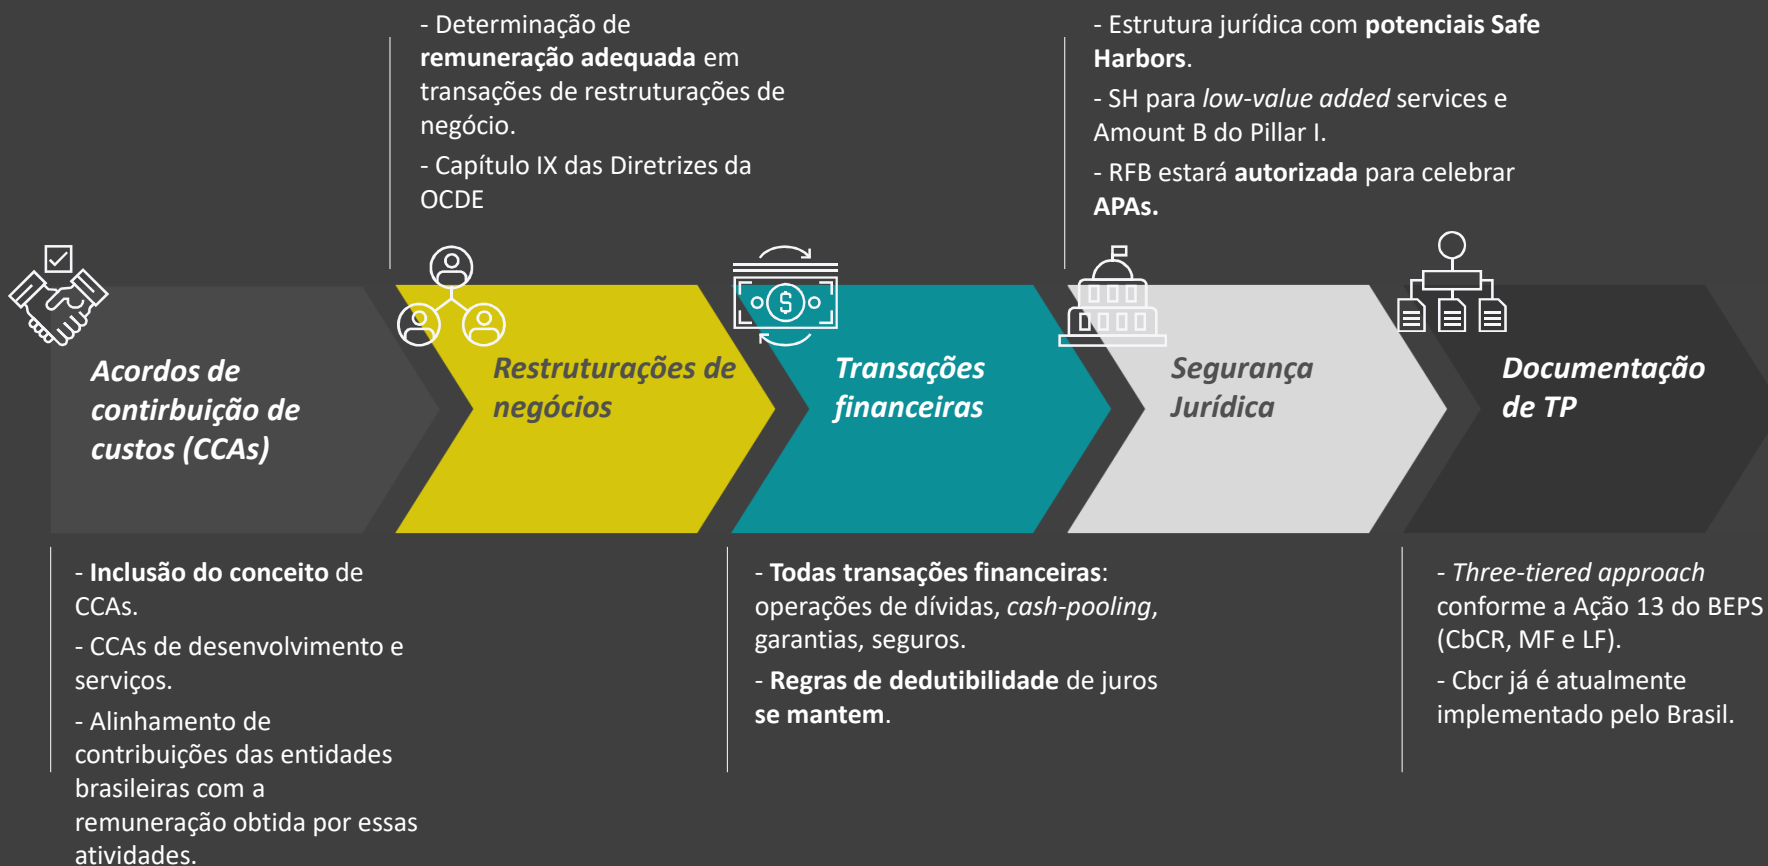 - Determinação de
remuneração adequada em
transações de restruturações de
negócio.
- Capítulo IX das Diretrizes da
OCDE
- Estrutura jurídica com potenciais Safe
Harbors.
- SH para low-value added services e
Amount B do Pillar I.
- RFB estará autorizada para celebrar
APAs.
Acordos de
contirbuição de
custos (CCAs)
Restruturações de
negócios
Transações
financeiras
Segurança
Jurídica
Documentação
de TP
- Inclusão do conceito de
CCAs.
- CCAs de desenvolvimento e
serviços.
- Alinhamento de
contribuições das entidades
brasileiras com a
remuneração obtida por essas
atividades.
- Todas transações financeiras:
operações de dívidas, cash-pooling,
garantias, seguros.
- Regras de dedutibilidade de juros
se mantem.
- Three-tiered approach
conforme a Ação 13 do BEPS
(CbCR, MF e LF).
- Cbcr já é atualmente
implementado pelo Brasil.